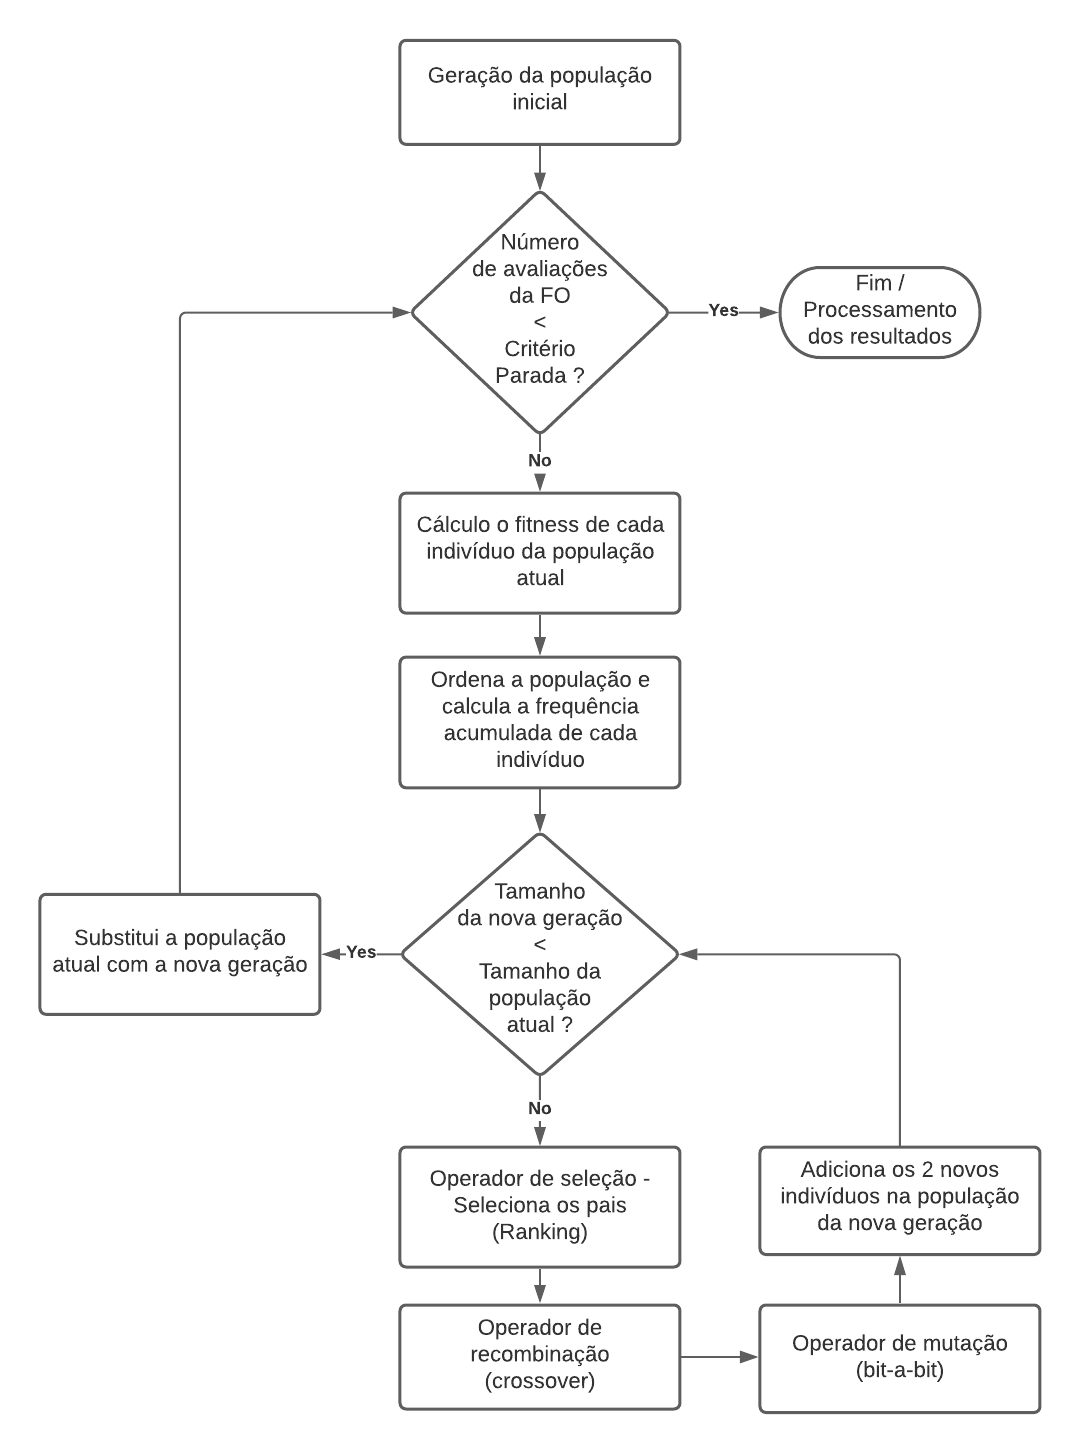 Geração da população
inicial
Número
de avaliações
da FO
<
Critério
Parada ?
Yes
Fim /
Processamento
dos resultados
No
Cálculo o fitness de cada
indivíduo da população
atual
Ordena a população e
calcula a frequência
acumulada de cada
indivíduo
Tamanho
da nova geração
<
Tamanho da
população
atual ?
Yes
Substitui a população
atual com a nova geração
No
Operador de seleção -
Seleciona os pais
(Ranking)
Operador de
recombinação
(crossover)
Operador de mutação
(bit-a-bit)
Adiciona os 2 novos
indivíduos na população
da nova geração